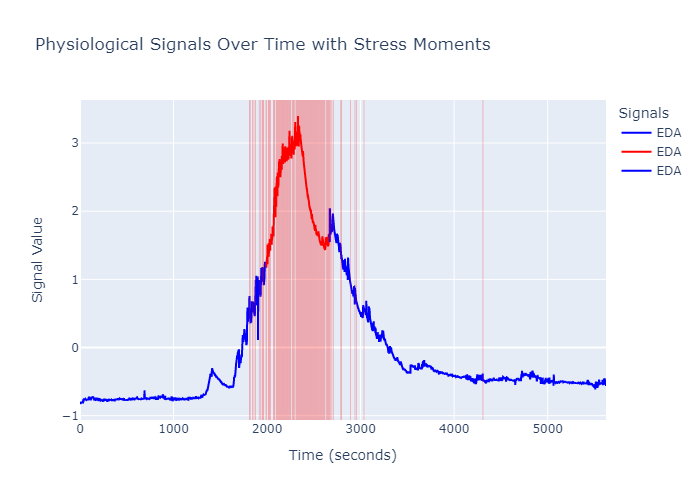 Physiological Signals Over Time with Stress Moments
Signals
EDA
EDA
EDA
Signal Value
3
2
1
0
−1
0
1000
2000
3000
4000
5000
Time (seconds)